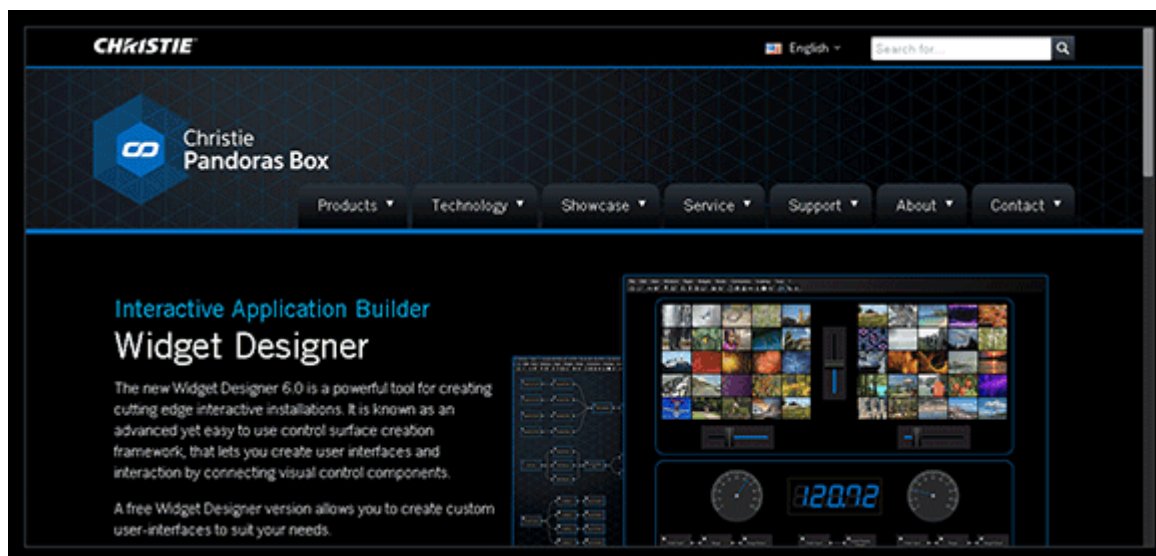 CHRISTIE
English
Search for...
Christie
Pandoras Box
Products
Technology
Showcase
Service
Support
About
Contact
Interactive Application Builder
Widget Designer
The new Widget Designer 6.0 is a powerful tool for creating
cutting edge interactive installations. It is known as an
advanced yet easy to use control surface creation
framework, that lets you create user interfaces and
interaction by connecting visual control components.
A free Widget Designer version allows you to create custom
user-interfaces to suit your needs.
120.72